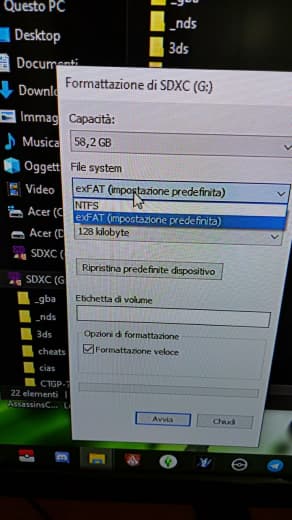 Questo PC
Desktop
Documenti
Immag
Musica
Oggett
Video
Acer (C
Acer (D
SDXC (
SDXC (G
_gba
_nds
3ds
_gba
_nds
3ds
cheats
cias
CTGP-7
22 elementi
AssassinsC...
Formattazione di SDXC (G:)
Capacità:
58,2 GB
File system
exFAT (impostazione predefinita)
NTFS
exFAT (impostazione predefinita)
128 kilobyte
Ripristina predefinite dispositivo
Etichetta di volume
Opzioni di formattazione
Formattazione veloce
Avvia
Chiudi